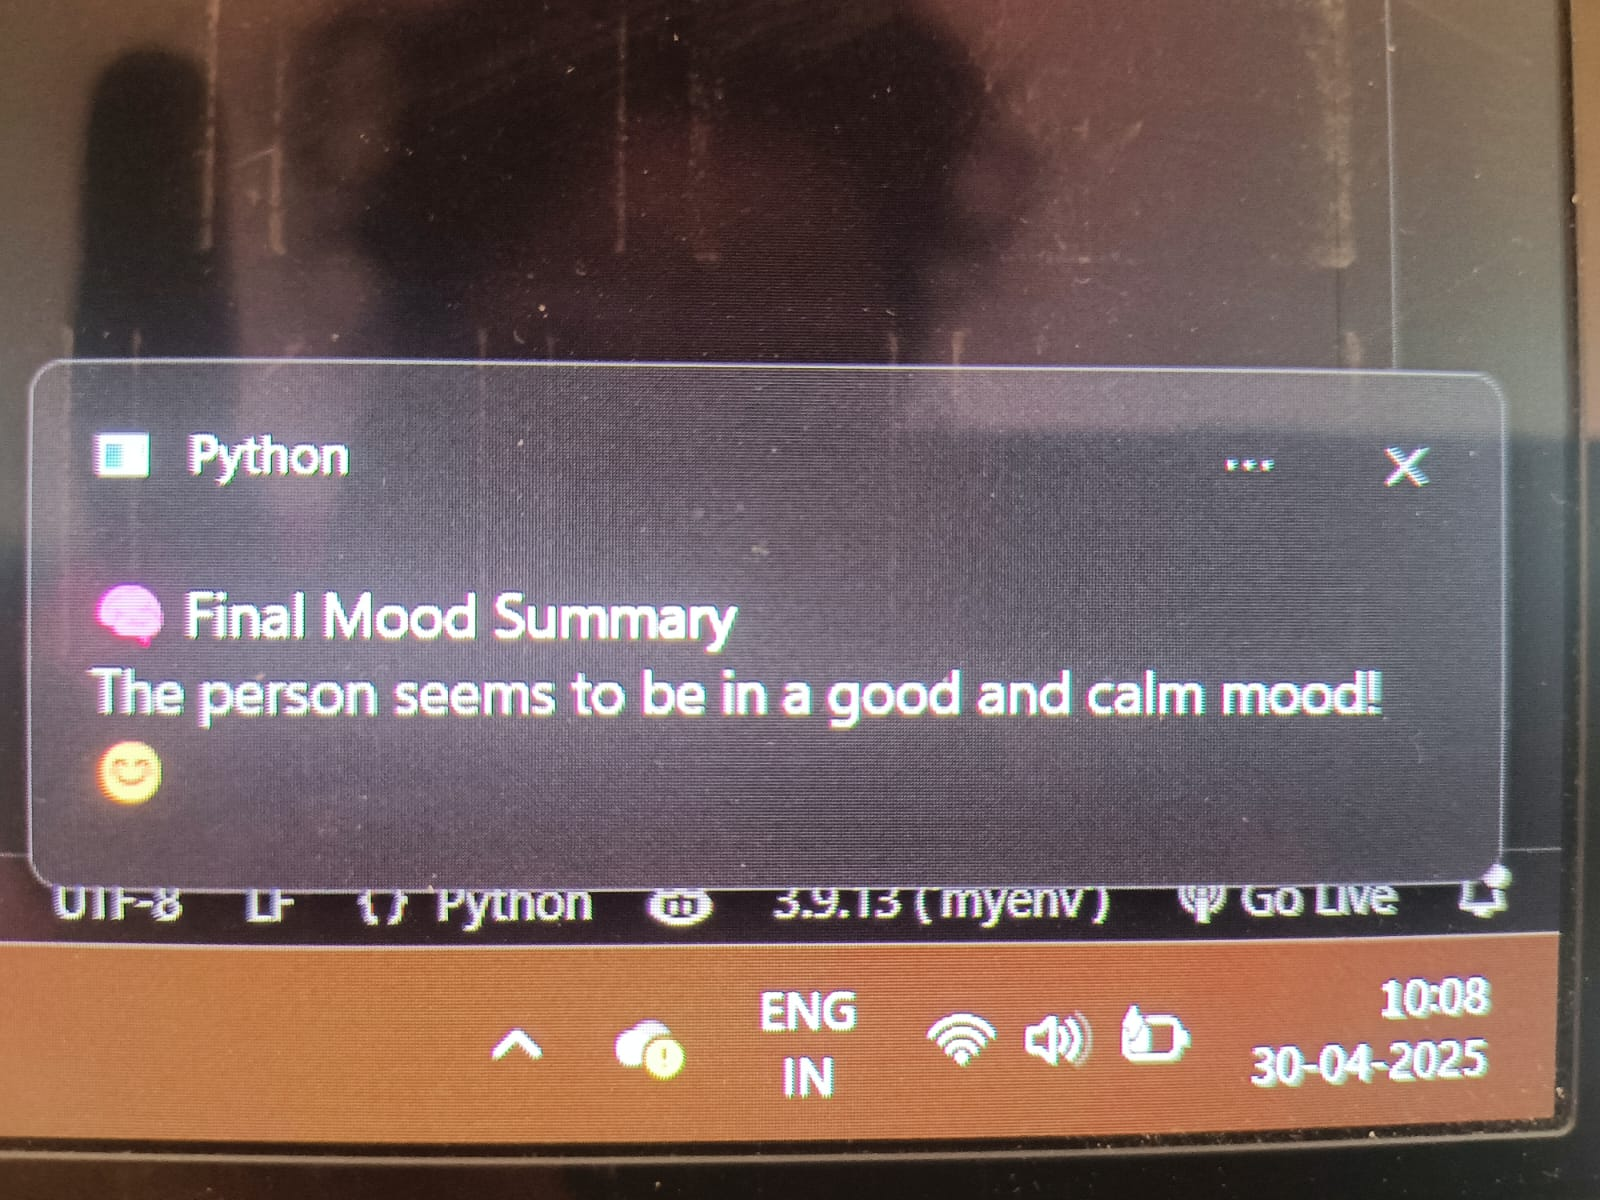 Python
🧠 Final Mood Summary
The person seems to be in a good and calm mood!
😊
UTF-8 LF {} Python 3.9.13 ('myenv') Go Live
ENG
IN
10:08
30-04-2025